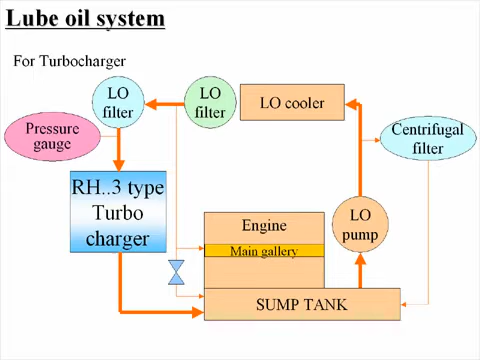 Lube oil system
For Turbocharger
LO
filter
LO
filter
LO cooler
Pressure
gauge
Centrifugal
filter
RH..3 type
Turbo
charger
Engine
LO
pump
Main gallery
SUMP TANK